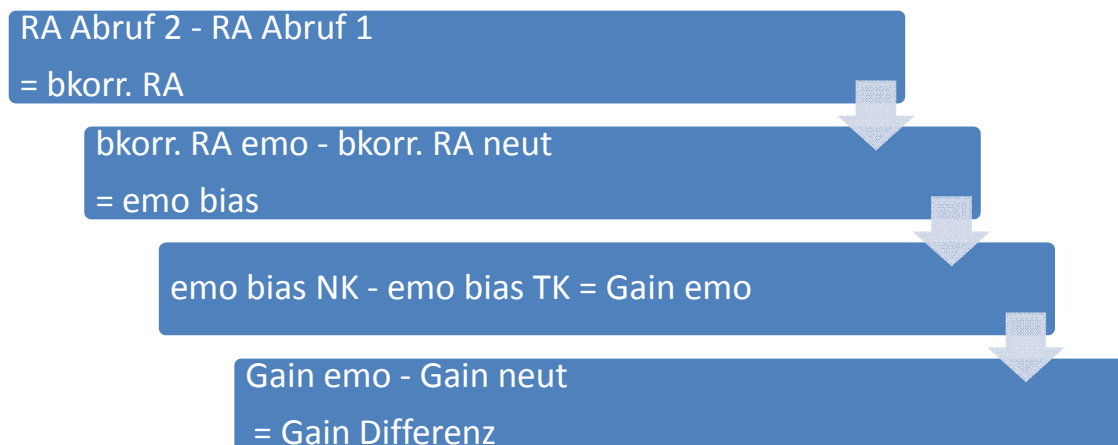 RA Abruf 2 - RA Abruf 1
= bkorr. RA
bkorr. RA emo - bkorr. RA neut
= emo bias
emo bias NK - emo bias TK = Gain emo
Gain emo - Gain neut
= Gain Differenz